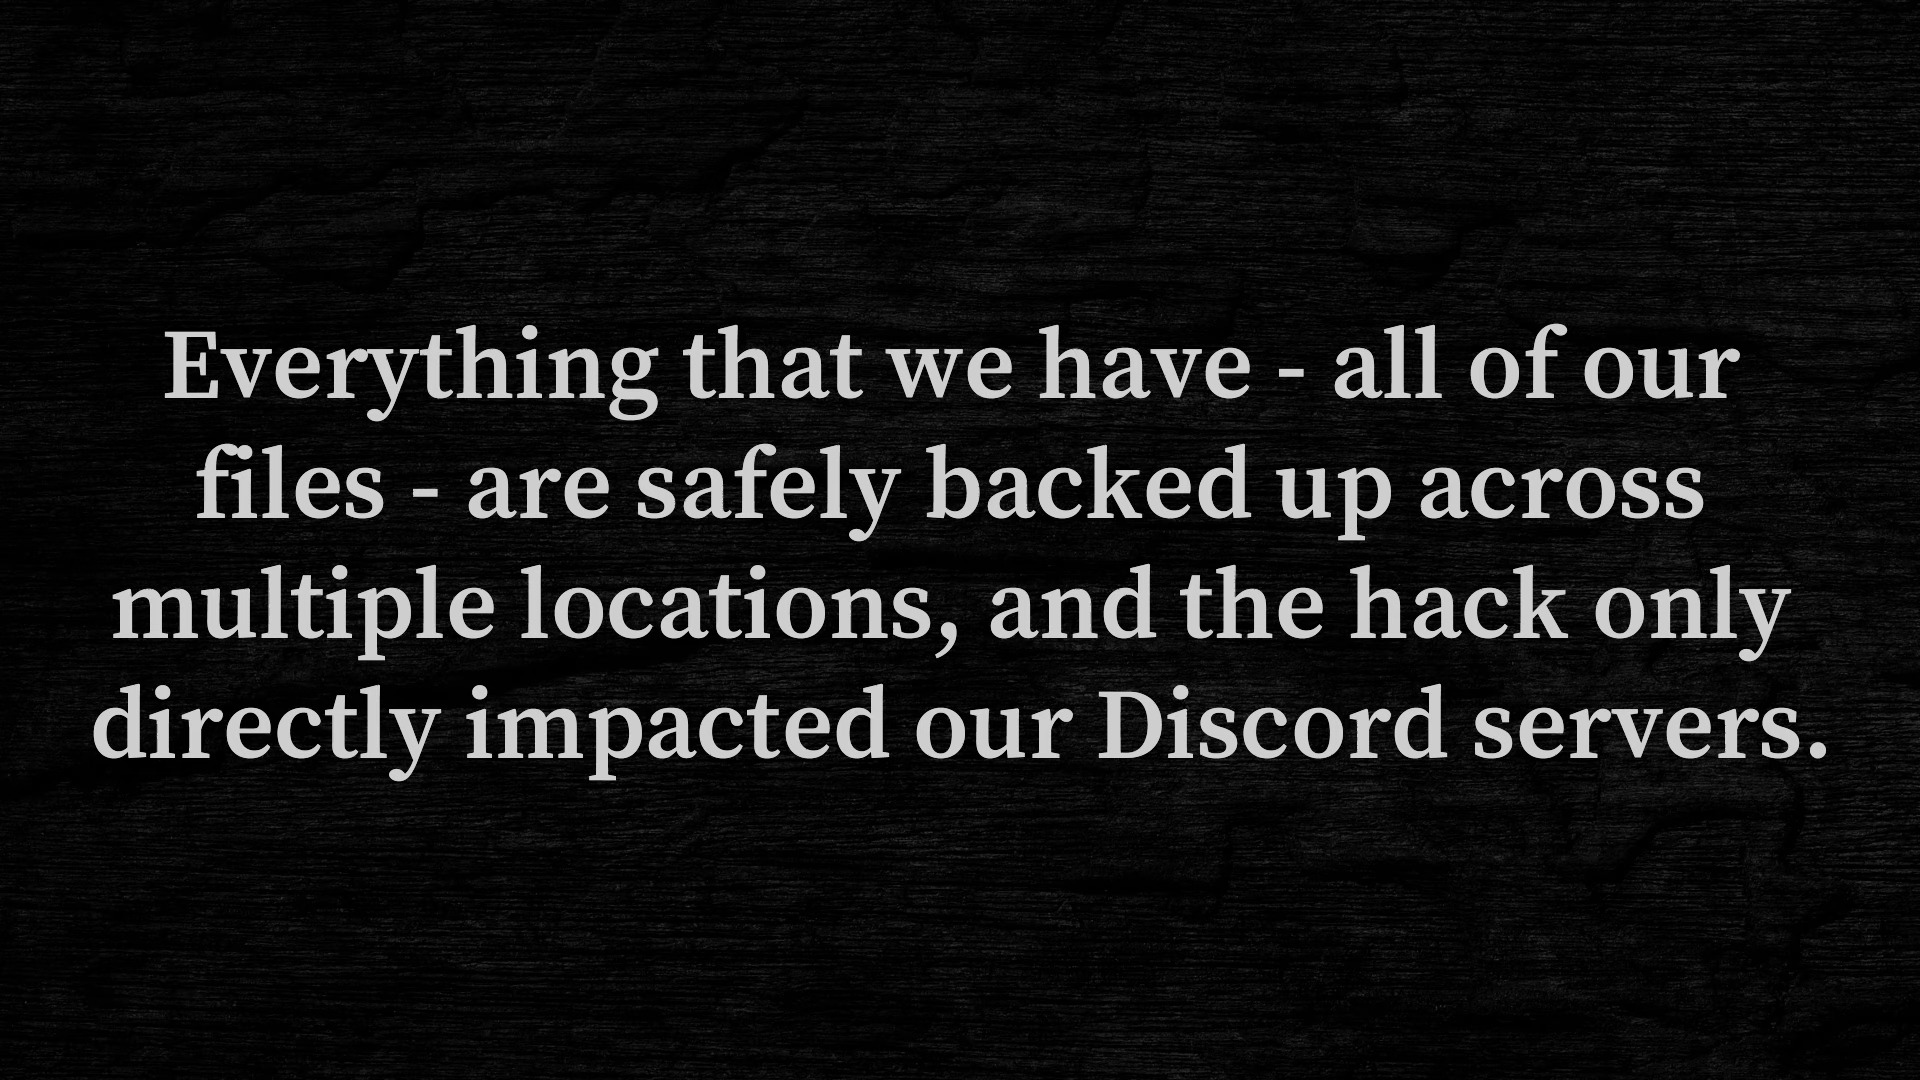 Everything that we have - all of our
files - are safely backed up across
multiple locations, and the hack only
directly impacted our Discord servers.